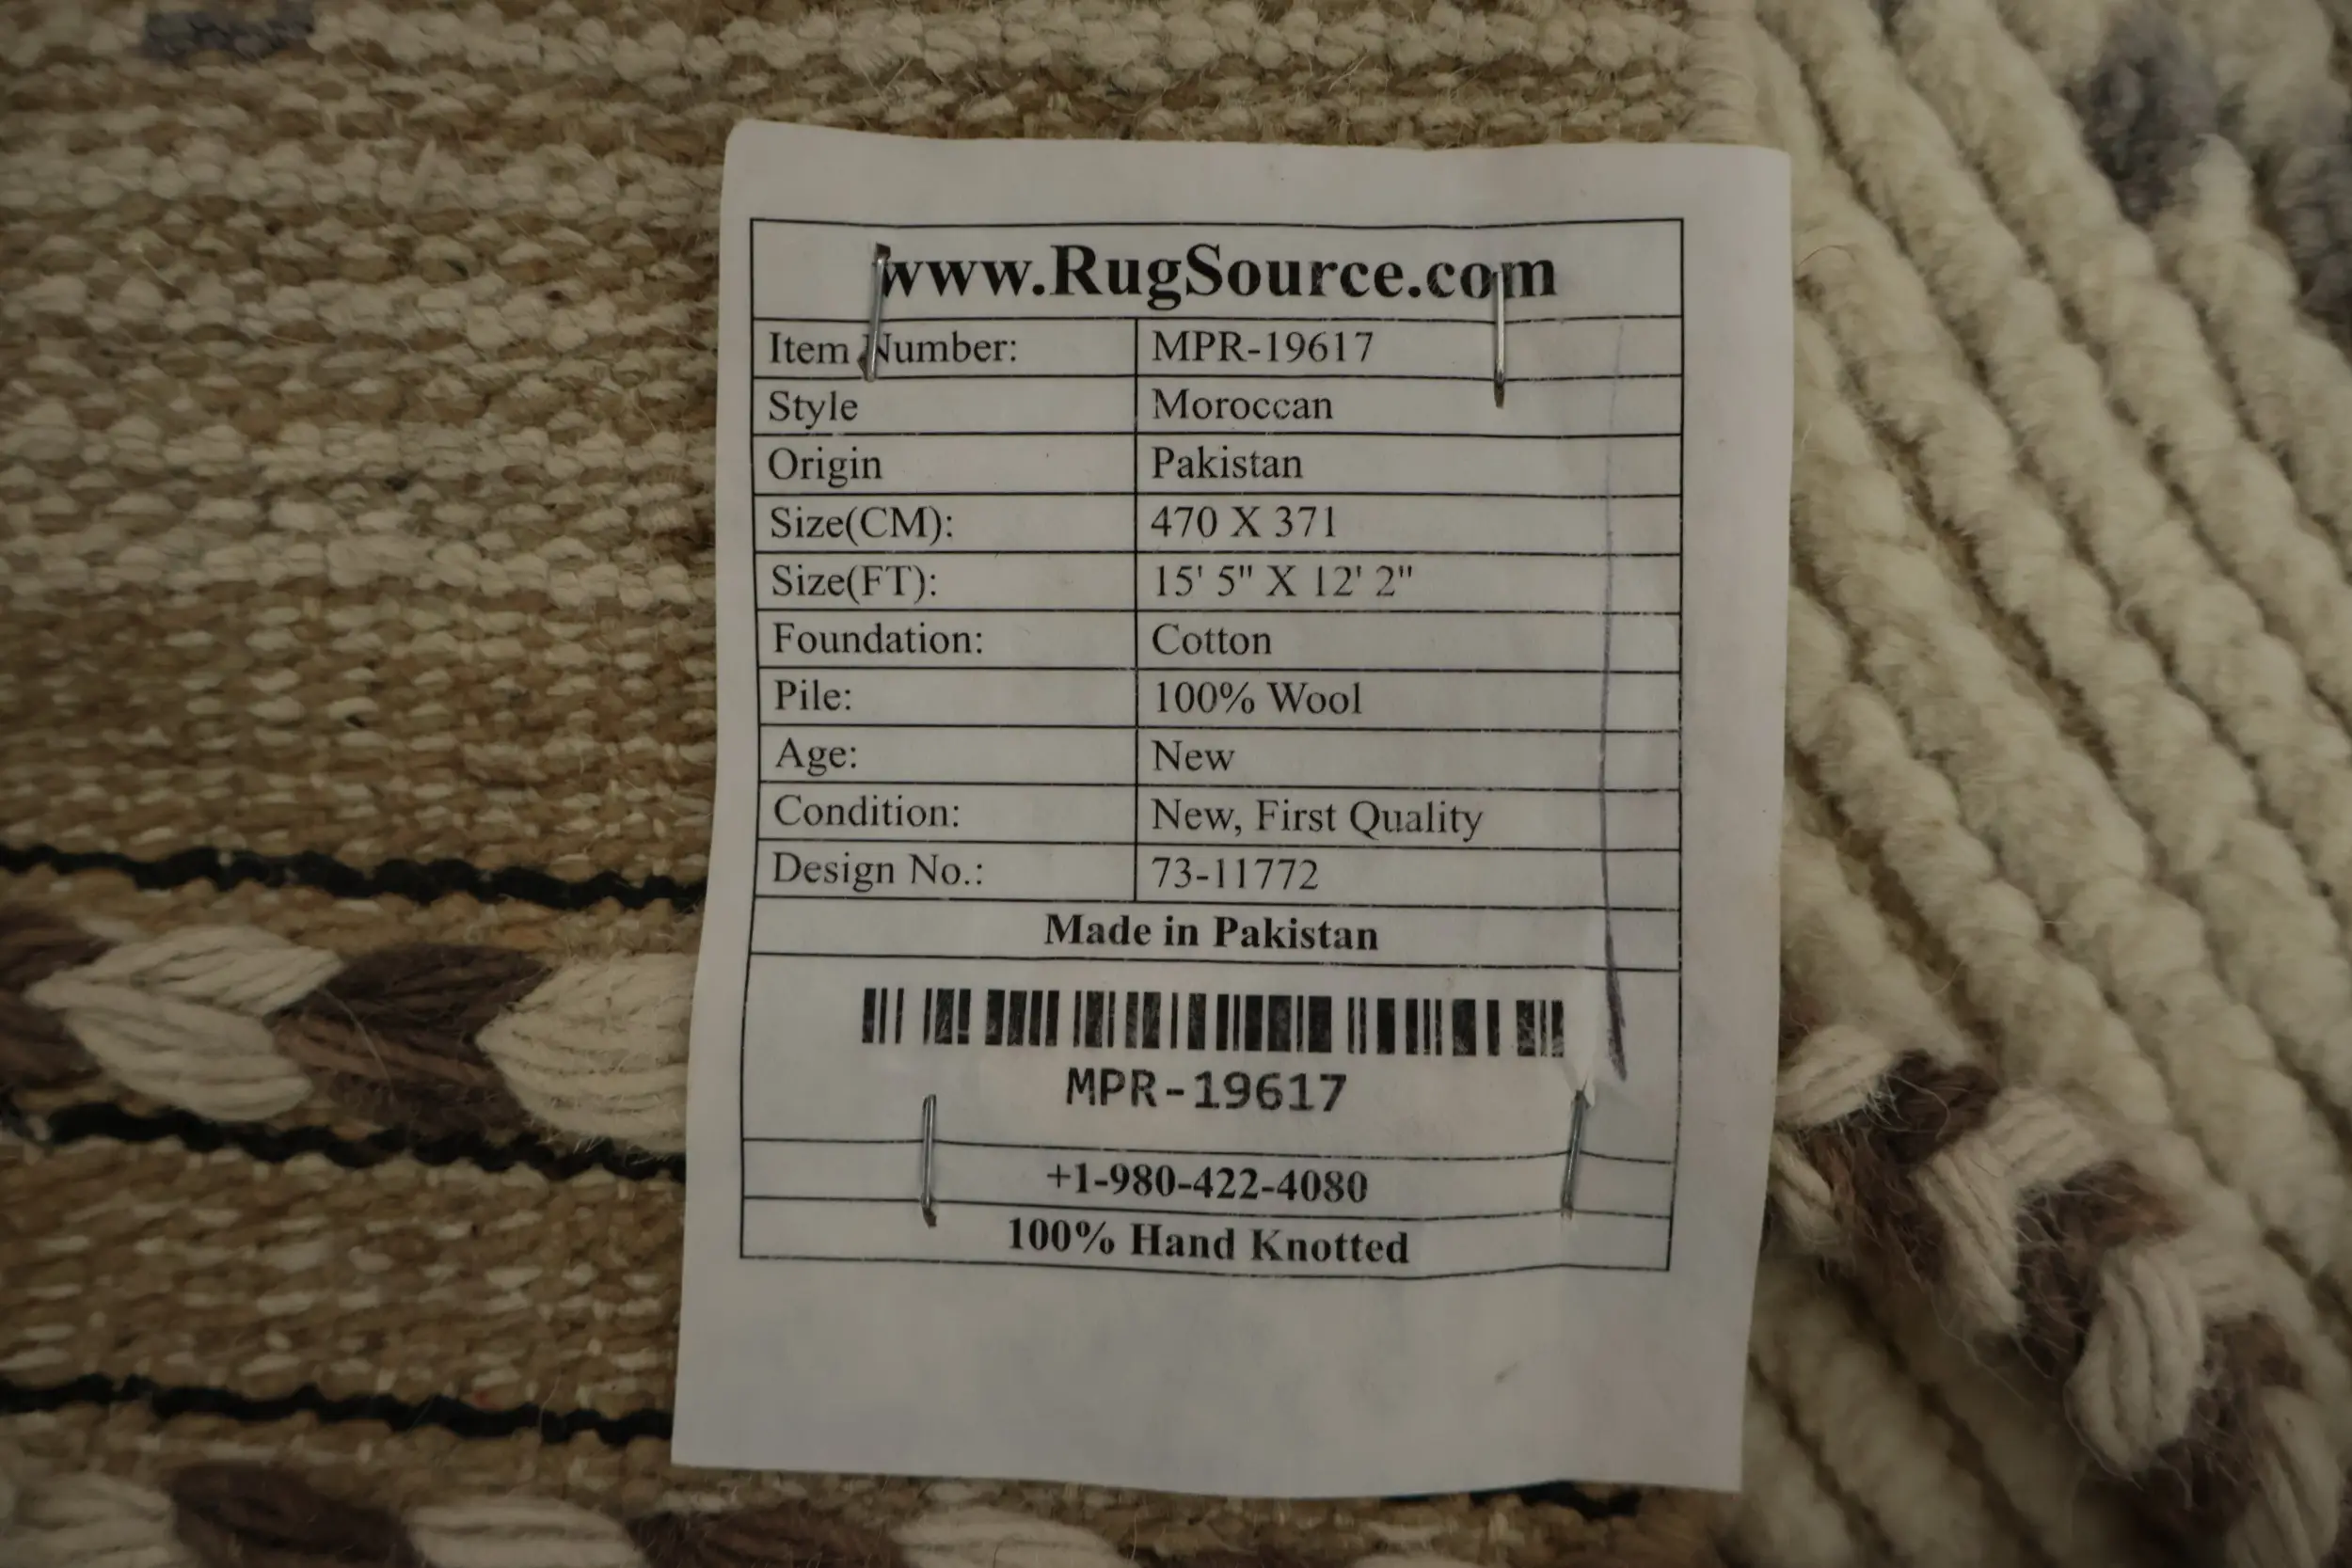 www.RugSource.com
Item Number: MPR-19617
Style Moroccan
Origin Pakistan
Size(CM): 470 X 371
Size(FT): 15' 5" X 12' 2"
Foundation: Cotton
Pile: 100% Wool
Age: New
Condition: New, First Quality
Design No.: 73-11772
Made in Pakistan
MPR-19617
+1-980-422-4080
100% Hand Knotted